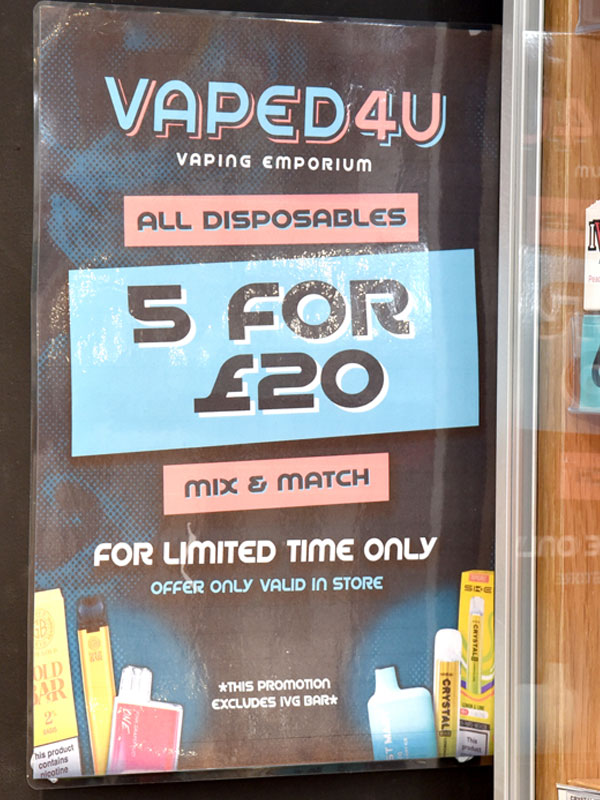 VAPED4U
VAPING EMPORIUM
ALL DISPOSABLES
5 FOR
£20
MIX & MATCH
FOR LIMITED TIME ONLY
OFFER ONLY VALID IN STORE
★THIS PROMOTION
EXCLUDES IVG BAR★
BAR
2%
This product
contains
nicotine
CRYSTAL
CRYSTAL
This
product